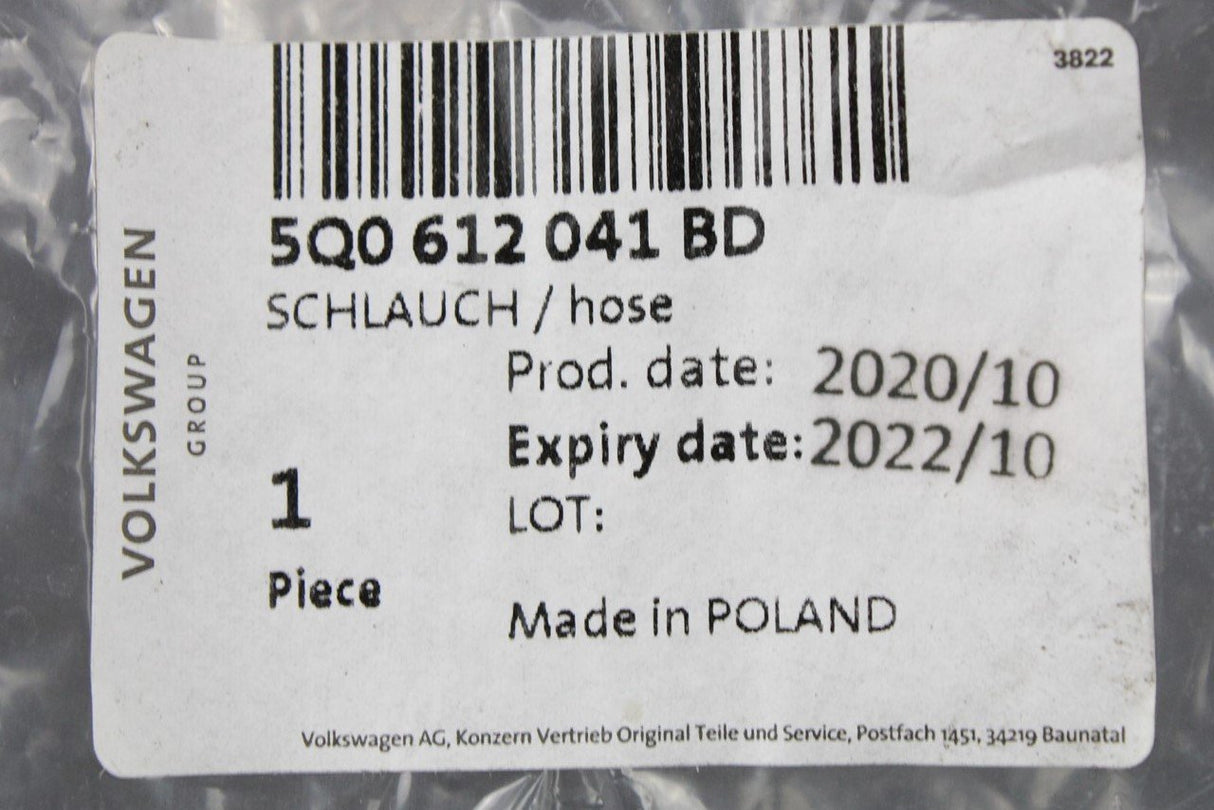 3822
5Q0 612 041 BD
SCHLAUCH / hose
Prod. date: 2020/10
Expiry date: 2022/10
LOT:
1
Piece
Made in POLAND
VOLKSWAGEN
GROUP
Volkswagen AG, Konzern Vertrieb Original Teile und Service, Postfach 1451, 34219 Baunatal